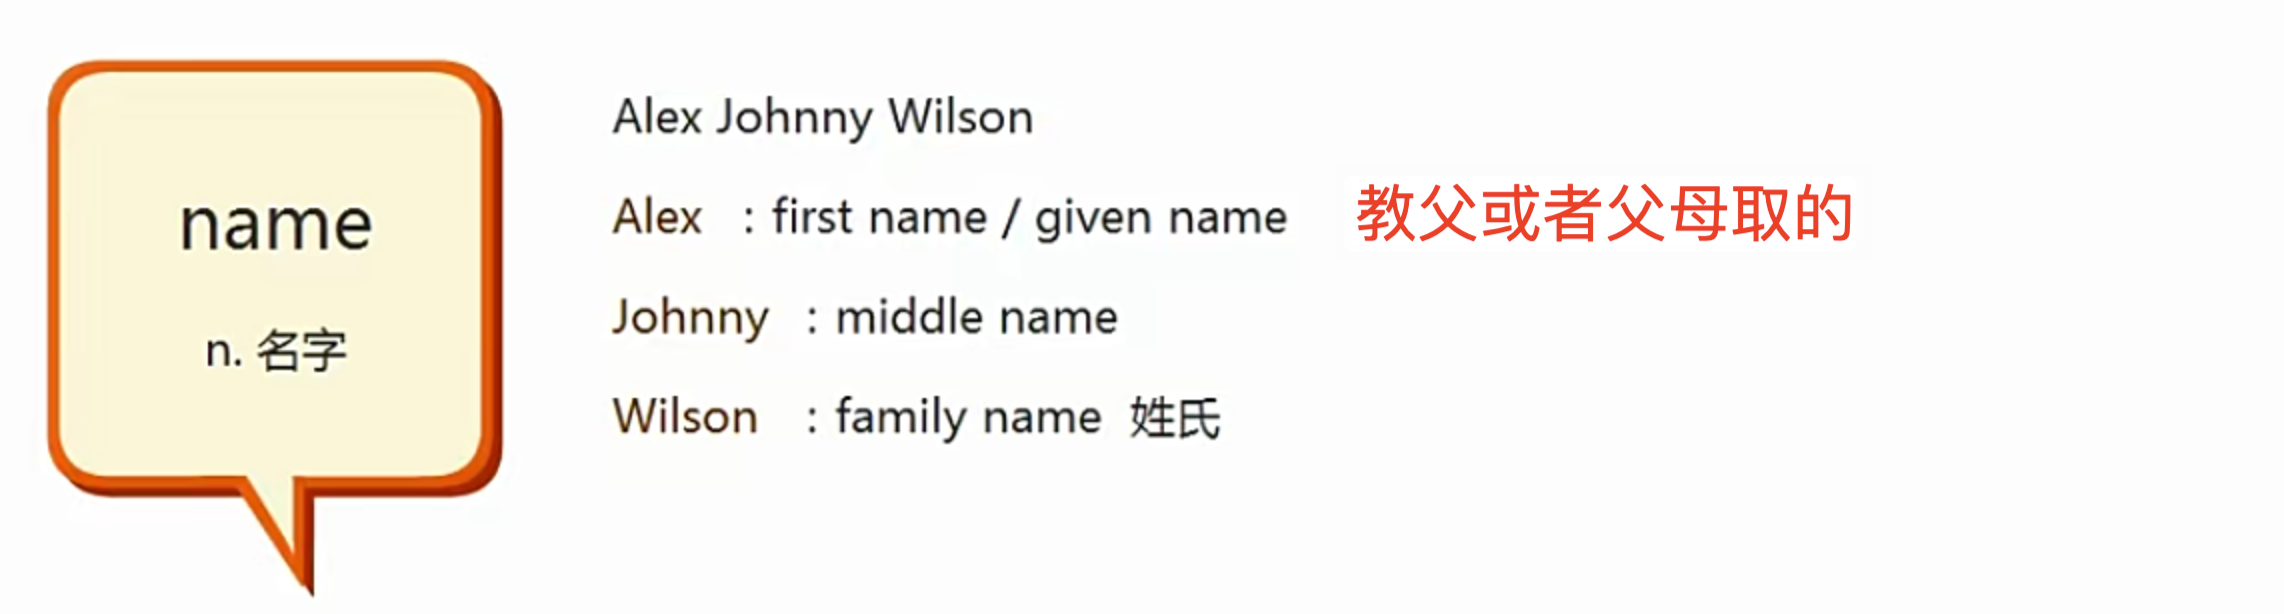 name
n. 名字
Alex Johnny Wilson
Alex : first name / given name 教父或者父母取的
Johnny : middle name
Wilson : family name 姓氏